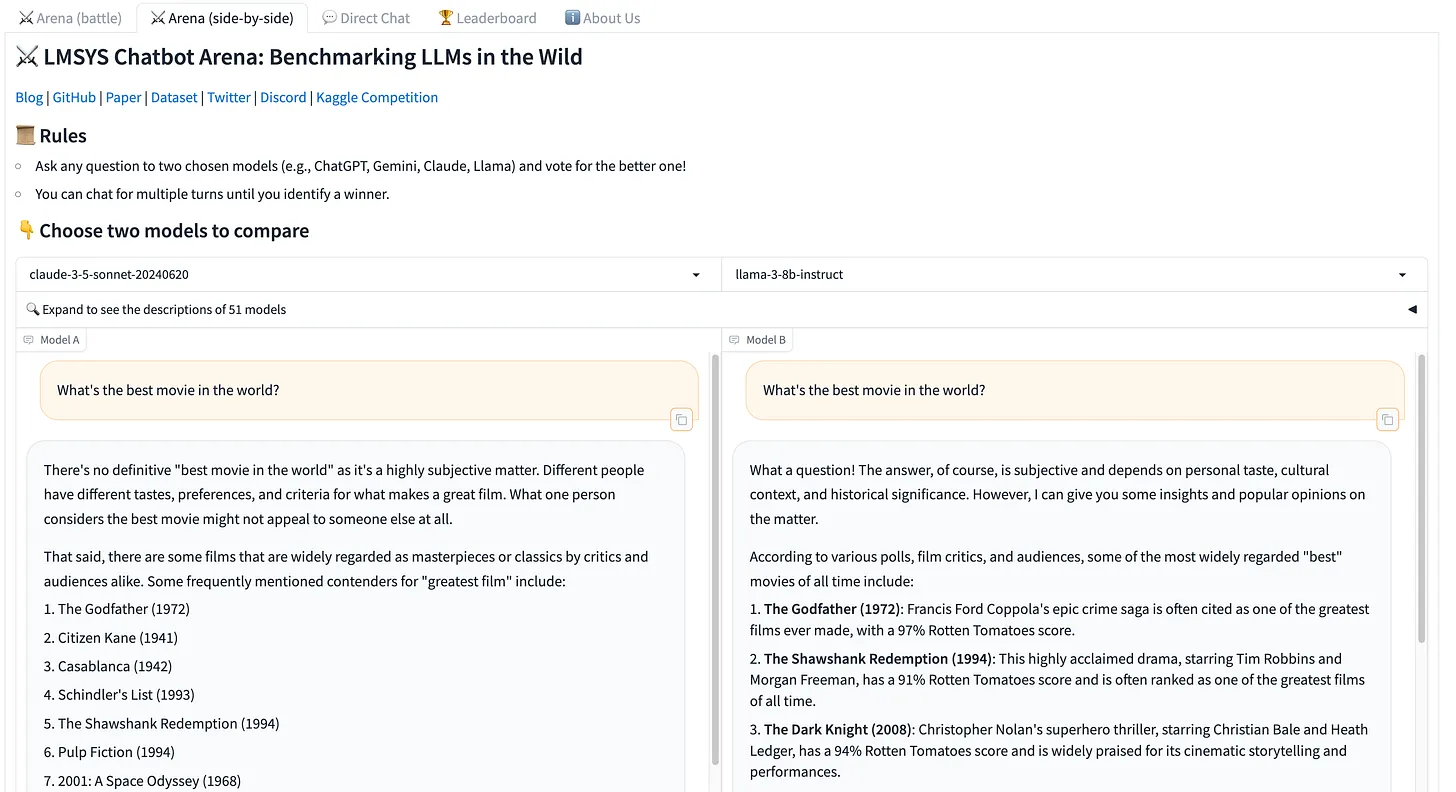 Arena (battle) Arena (side-by-side) Direct Chat Leaderboard About Us
LMSYS Chatbot Arena: Benchmarking LLMs in the Wild
Blog | GitHub | Paper | Dataset | Twitter | Discord | Kaggle Competition
Rules
Ask any question to two chosen models (e.g., ChatGPT, Gemini, Claude, Llama) and vote for the better one!
You can chat for multiple turns until you identify a winner.
Choose two models to compare
claude-3-5-sonnet-20240620
llama-3-8b-instruct
Expand to see the descriptions of 51 models
Model A
What's the best movie in the world?
There's no definitive "best movie in the world" as it's a highly subjective matter. Different people
have different tastes, preferences, and criteria for what makes a great film. What one person
considers the best movie might not appeal to someone else at all.
That said, there are some films that are widely regarded as masterpieces or classics by critics and
audiences alike. Some frequently mentioned contenders for "greatest film" include:
1. The Godfather (1972)
2. Citizen Kane (1941)
3. Casablanca (1942)
4. Schindler's List (1993)
5. The Shawshank Redemption (1994)
6. Pulp Fiction (1994)
7. 2001: A Space Odyssey (1968)
Model B
What's the best movie in the world?
What a question! The answer, of course, is subjective and depends on personal taste, cultural
context, and historical significance. However, I can give you some insights and popular opinions on
the matter.
According to various polls, film critics, and audiences, some of the most widely regarded "best"
movies of all time include:
1. The Godfather (1972): Francis Ford Coppola's epic crime saga is often cited as one of the greatest
films ever made, with a 97% Rotten Tomatoes score.
2. The Shawshank Redemption (1994): This highly acclaimed drama, starring Tim Robbins and
Morgan Freeman, has a 91% Rotten Tomatoes score and is often ranked as one of the greatest films
of all time.
3. The Dark Knight (2008): Christopher Nolan's superhero thriller, starring Christian Bale and Heath
Ledger, has a 94% Rotten Tomatoes score and is widely praised for its cinematic storytelling and
performances.